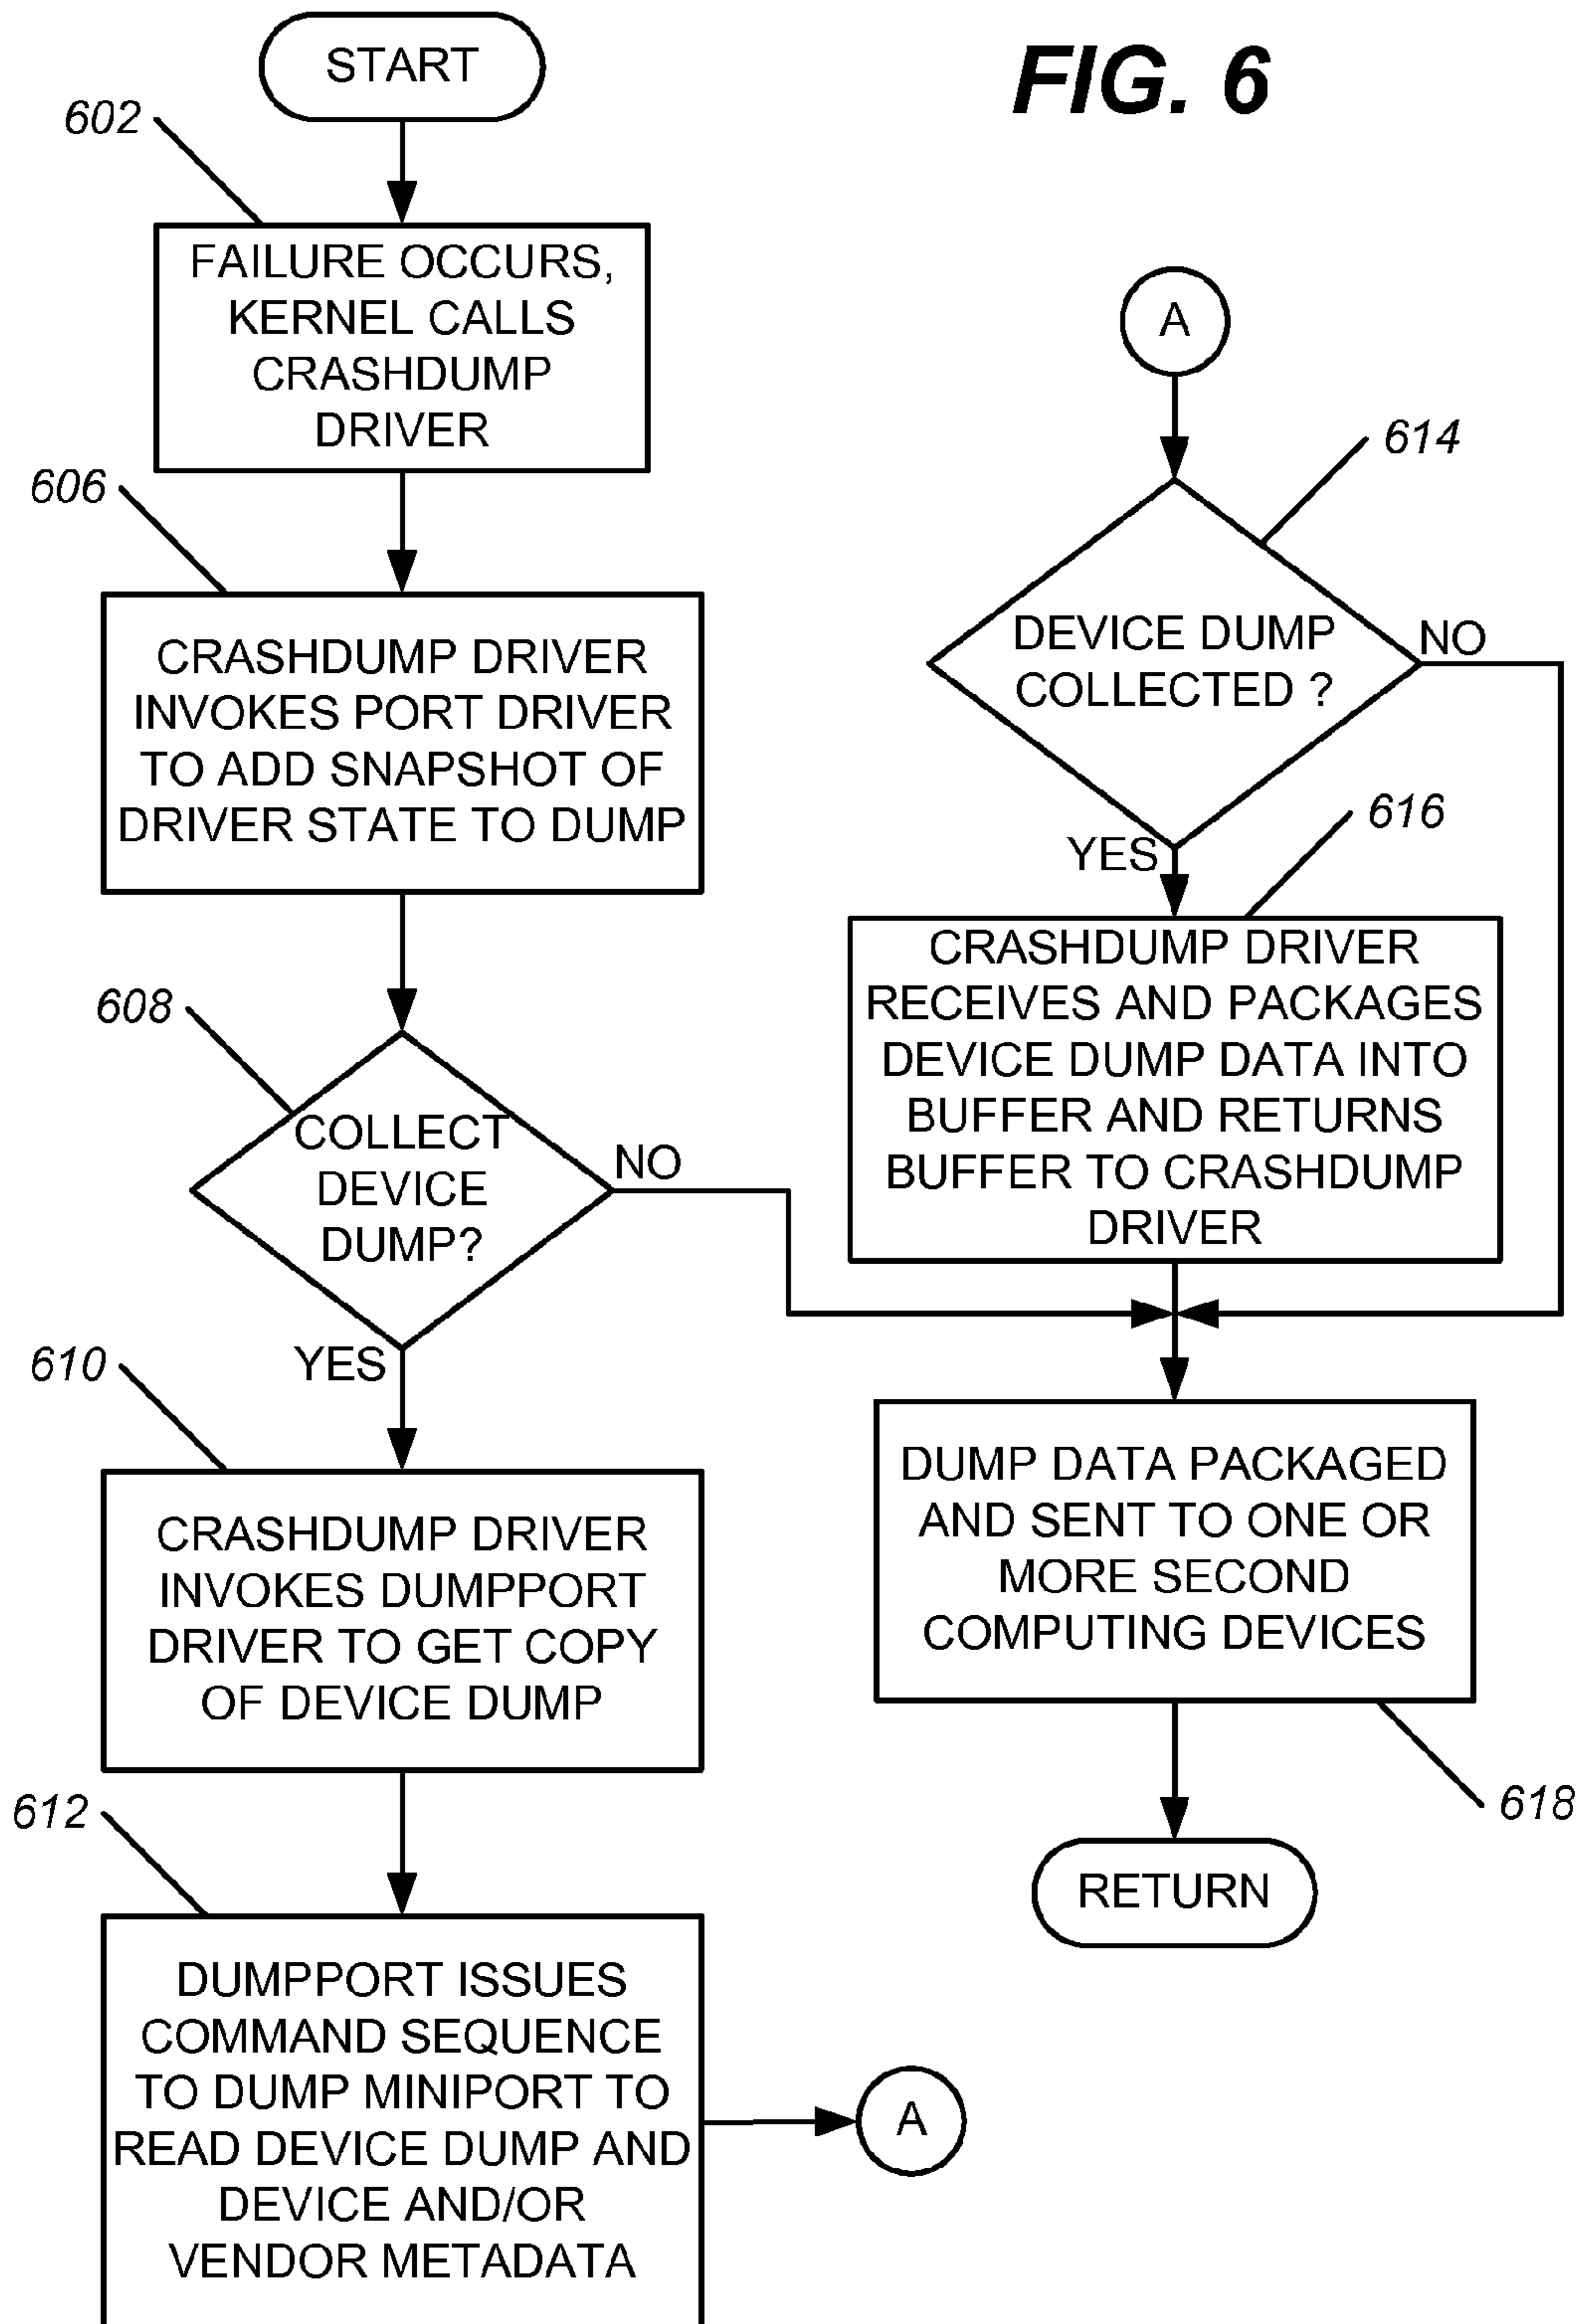 FIG. 6
START
602
FAILURE OCCURS,
KERNEL CALLS
CRASHDUMP
DRIVER
606
CRASHDUMP DRIVER
INVOKES PORT DRIVER
TO ADD SNAPSHOT OF
DRIVER STATE TO DUMP
608
COLLECT
DEVICE
DUMP?
NO
YES
610
CRASHDUMP DRIVER
INVOKES DUMPPORT
DRIVER TO GET COPY
OF DEVICE DUMP
612
DUMPPORT ISSUES
COMMAND SEQUENCE
TO DUMP MINIPORT TO
READ DEVICE DUMP AND
DEVICE AND/OR
VENDOR METADATA
A
A
614
DEVICE DUMP
COLLECTED ?
NO
YES
616
CRASHDUMP DRIVER
RECEIVES AND PACKAGES
DEVICE DUMP DATA INTO
BUFFER AND RETURNS
BUFFER TO CRASHDUMP
DRIVER
DUMP DATA PACKAGED
AND SENT TO ONE OR
MORE SECOND
COMPUTING DEVICES
618
RETURN